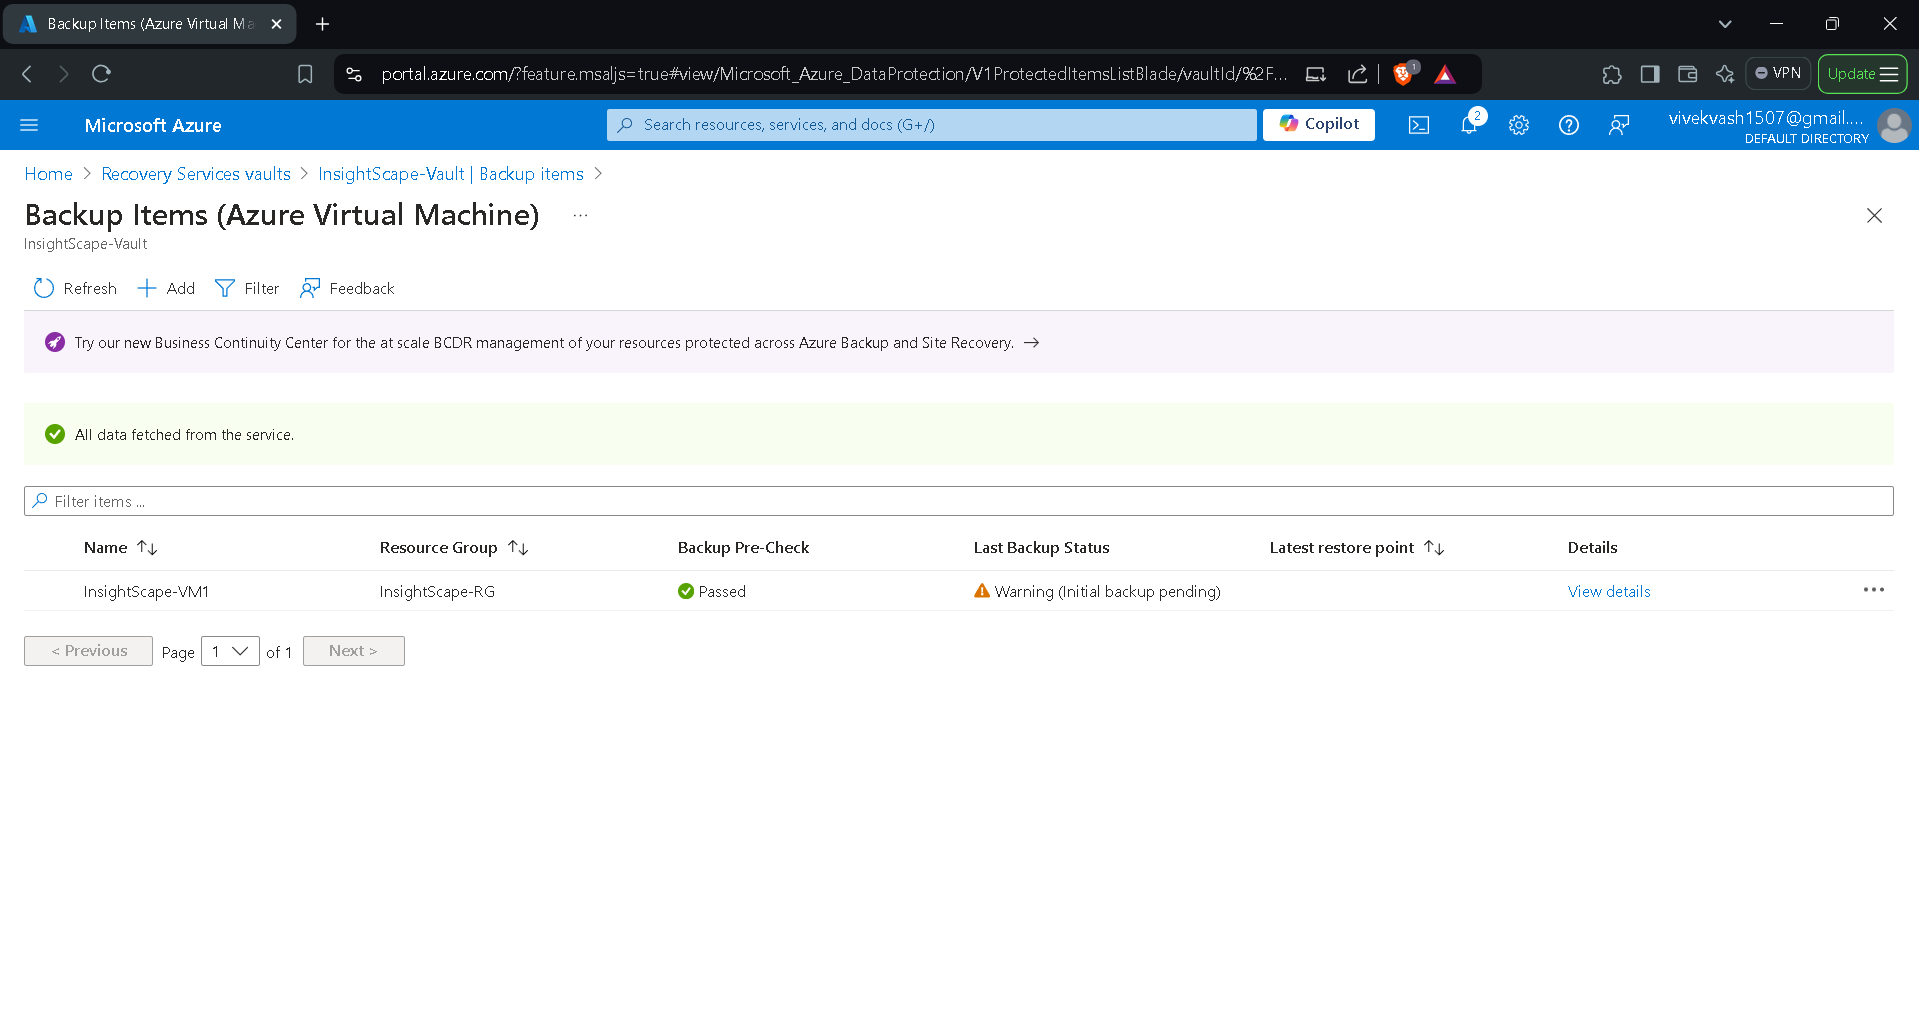 Backup Items (Azure Virtual Ma
portal.azure.com/?feature.msaljs=true#view/Microsoft_Azure_DataProtection/V1ProtectedItemsListBlade/vaultId/%2F...
1
VPN
Update
Microsoft Azure
Search resources, services, and docs (G+/)
Copilot
2
vivekvash1507@gmail....
DEFAULT DIRECTORY
Home > Recovery Services vaults > InsightScape-Vault | Backup items >
Backup Items (Azure Virtual Machine) ...
InsightScape-Vault
Refresh + Add Filter Feedback
Try our new Business Continuity Center for the at scale BCDR management of your resources protected across Azure Backup and Site Recovery. →
All data fetched from the service.
Filter items ...
Name ↑↓ Resource Group ↑↓ Backup Pre-Check Last Backup Status Latest restore point ↑↓ Details
InsightScape-VM1 InsightScape-RG Passed Warning (Initial backup pending) View details ...
< Previous Page 1 of 1 Next >